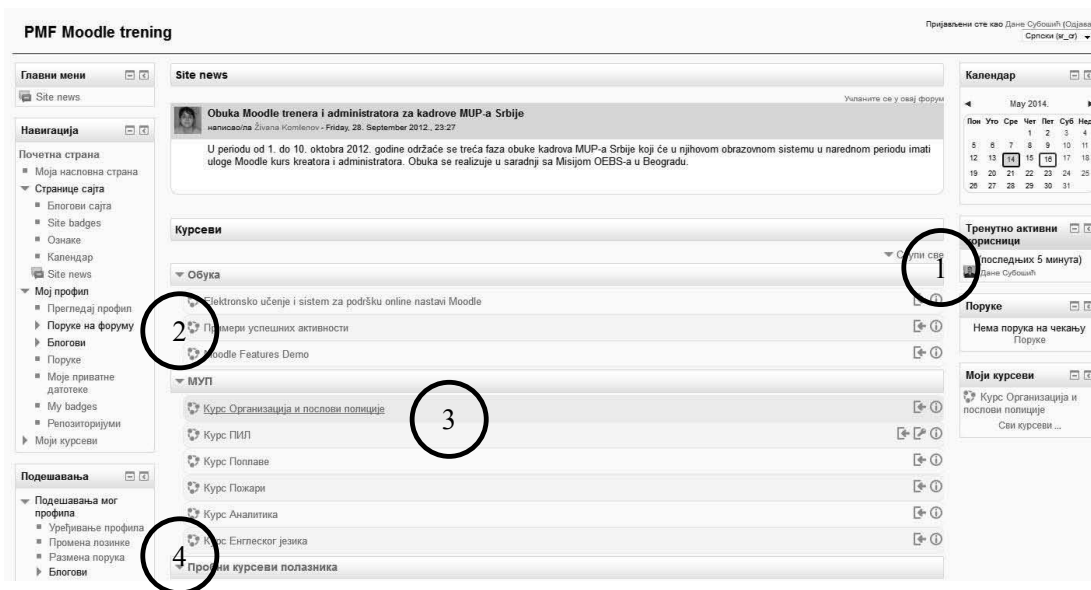 PMF Moodle trening
Пријављени сте као Дане Субошић (Одјава
Српски (sr_cr)
Главни мени
Site news
Навигација
Почетна страна
Моја насловна страна
Странице сајта
Блогови сајта
Site badges
Ознаке
Календар
Site news
Мој профил
Прегледај профил
Поруке на форуму
Блогови
Поруке
Моје приватне
датотеке
My badges
Репозиторијуми
Моји курсеви
Подешавања
Подешавања мог
профила
Уређивање профила
Промена лозинке
Размена порука
Блогови
Site news
Учланите се у овај форум
Obuka Moodle trenera i administratora za kadrove MUP-a Srbije
написао/ла Živana Komlenov - Friday, 28. September 2012., 23:27
U periodu od 1. do 10. oktobra 2012. godine održaće se treća faza obuke kadrova MUP-a Srbije koji će u njihovom obrazovnom sistemu u narednom periodu imati
uloge Moodle kurs kreatora i administratora. Obuka se realizuje u saradnji sa Misijom OEBS-a u Beogradu.
Курсеви
све
Обука
Elektronsko učenje i sistem za podršku online nastavi Moodle
Примери успешних активности
Moodle Features Demo
МУП
Курс Организација и послови полиције
Курс ПИЛ
Курс Поплаве
Курс Пожари
Курс Аналитика
Курс Енглеског језика
Пробни курсеви полазника
1
2
3
4
Календар
May 2014.
Пон Уто Сре Чет Пет Суб Нед
1 2 3 4
5 6 7 8 9 10 11
12 13 14 15 16 17 18
19 20 21 22 23 24 25
26 27 28 29 30 31
Тренутно активни
корисници
(последњих 5 минута)
Дане Субошић
Поруке
Нема порука на чекању
Поруке
Моји курсеви
Курс Организација и
послови полиције
Сви курсеви ...